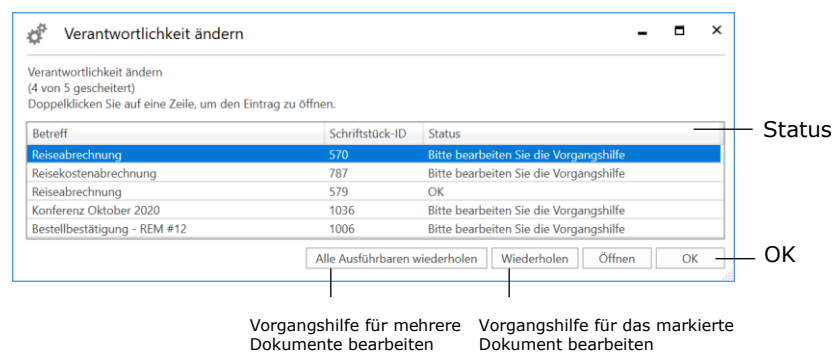 Verantwortlichkeit ändern
Verantwortlichkeit ändern
(4 von 5 gescheitert)
Doppelklicken Sie auf eine Zeile, um den Eintrag zu öffnen.
Betreff Schriftstück-ID Status
Status
Reiseabrechnung 570 Bitte bearbeiten Sie die Vorgangshilfe
Reisekostenabrechnung 787 Bitte bearbeiten Sie die Vorgangshilfe
Reiseabrechnung 579 OK
Konferenz Oktober 2020 1036 Bitte bearbeiten Sie die Vorgangshilfe
Bestellbestätigung - REM #12 1006 Bitte bearbeiten Sie die Vorgangshilfe
Alle Ausführbaren wiederholen Wiederholen Öffnen OK
OK
Vorgangshilfe für mehrere
Dokumente bearbeiten
Vorgangshilfe für das markierte
Dokument bearbeiten